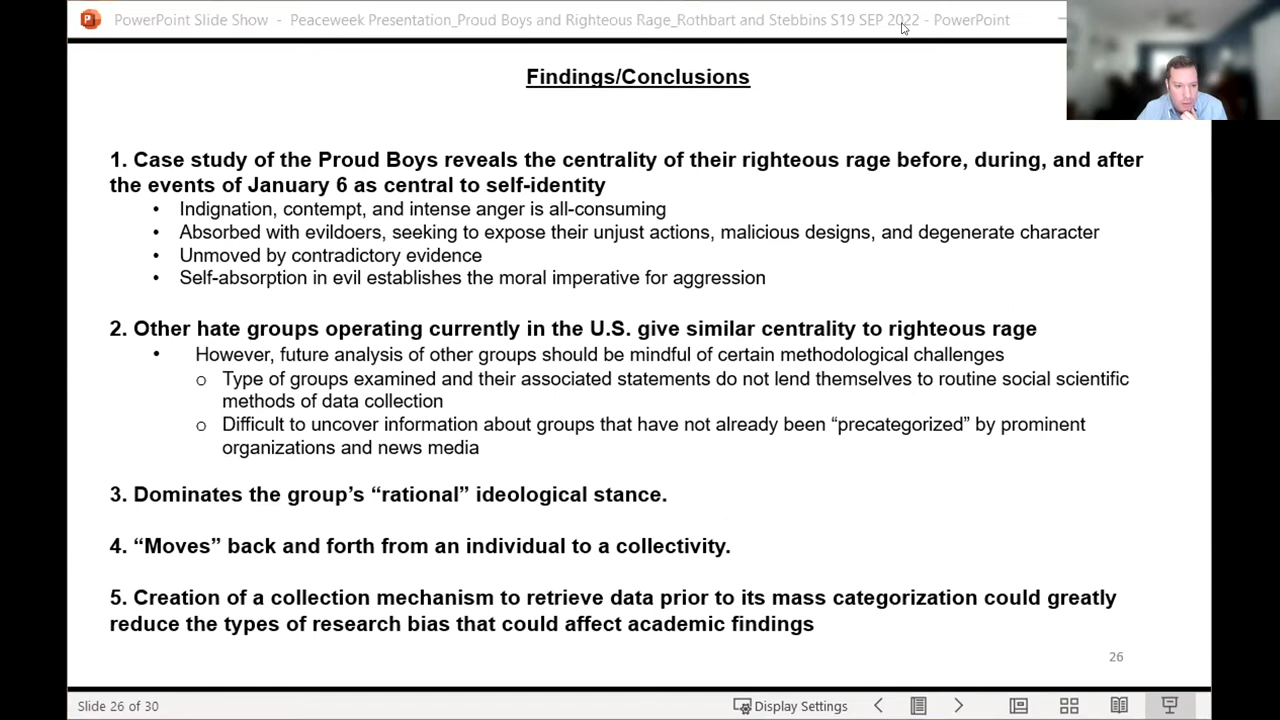 PowerPoint Slide Show - Peaceweek Presentation_Proud Boys and Righteous Rage_Rothbart and Stebbins S19 SEP 2022 - PowerPoint
Findings/Conclusions
1. Case study of the Proud Boys reveals the centrality of their righteous rage before, during, and after
the events of January 6 as central to self-identity
• Indignation, contempt, and intense anger is all-consuming
• Absorbed with evildoers, seeking to expose their unjust actions, malicious designs, and degenerate character
• Unmoved by contradictory evidence
• Self-absorption in evil establishes the moral imperative for aggression
2. Other hate groups operating currently in the U.S. give similar centrality to righteous rage
• However, future analysis of other groups should be mindful of certain methodological challenges
o Type of groups examined and their associated statements do not lend themselves to routine social scientific
methods of data collection
o Difficult to uncover information about groups that have not already been “precategorized” by prominent
organizations and news media
3. Dominates the group’s “rational” ideological stance.
4. “Moves” back and forth from an individual to a collectivity.
5. Creation of a collection mechanism to retrieve data prior to its mass categorization could greatly
reduce the types of research bias that could affect academic findings
26
Slide 26 of 30
Display Settings